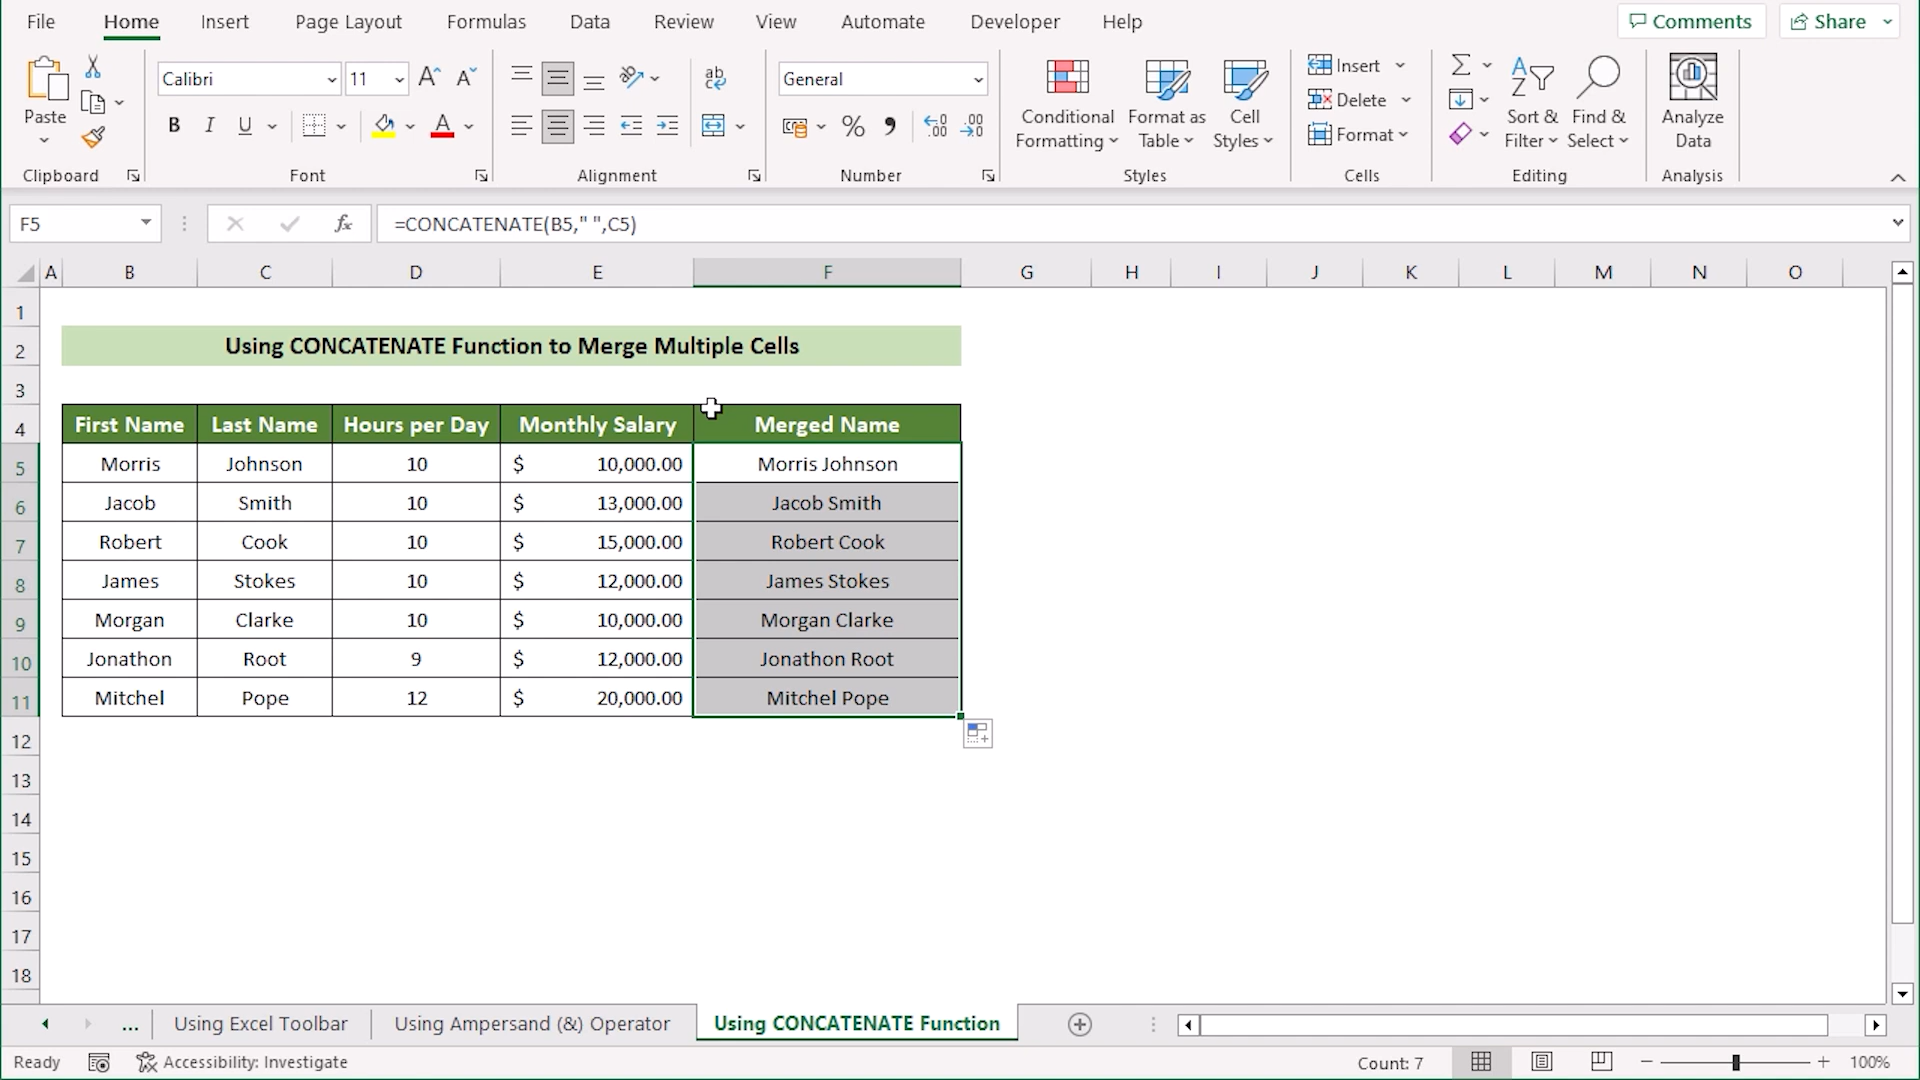 File Home Insert Page Layout Formulas Data Review View Automate Developer Help Comments Share
Paste
Clipboard
Calibri 11
B I U A
Font
ab
Alignment
General
% 
Number
Conditional Formatting
Format as Table
Cell Styles
Styles
Insert
Delete
Format
Cells
Sort & Filter
Find & Select
Editing
Analyze Data
Analysis
F5 fx =CONCATENATE(B5," ",C5)
A B C D E F G H I J K L M N O
1
2 Using CONCATENATE Function to Merge Multiple Cells
3
4 First Name Last Name Hours per Day Monthly Salary Merged Name
5 Morris Johnson 10 $ 10,000.00 Morris Johnson
6 Jacob Smith 10 $ 13,000.00 Jacob Smith
7 Robert Cook 10 $ 15,000.00 Robert Cook
8 James Stokes 10 $ 12,000.00 James Stokes
9 Morgan Clarke 10 $ 10,000.00 Morgan Clarke
10 Jonathon Root 9 $ 12,000.00 Jonathon Root
11 Mitchel Pope 12 $ 20,000.00 Mitchel Pope
12
13
14
15
16
17
18
... Using Excel Toolbar Using Ampersand (&) Operator Using CONCATENATE Function
Ready Accessibility: Investigate Count: 7 100%